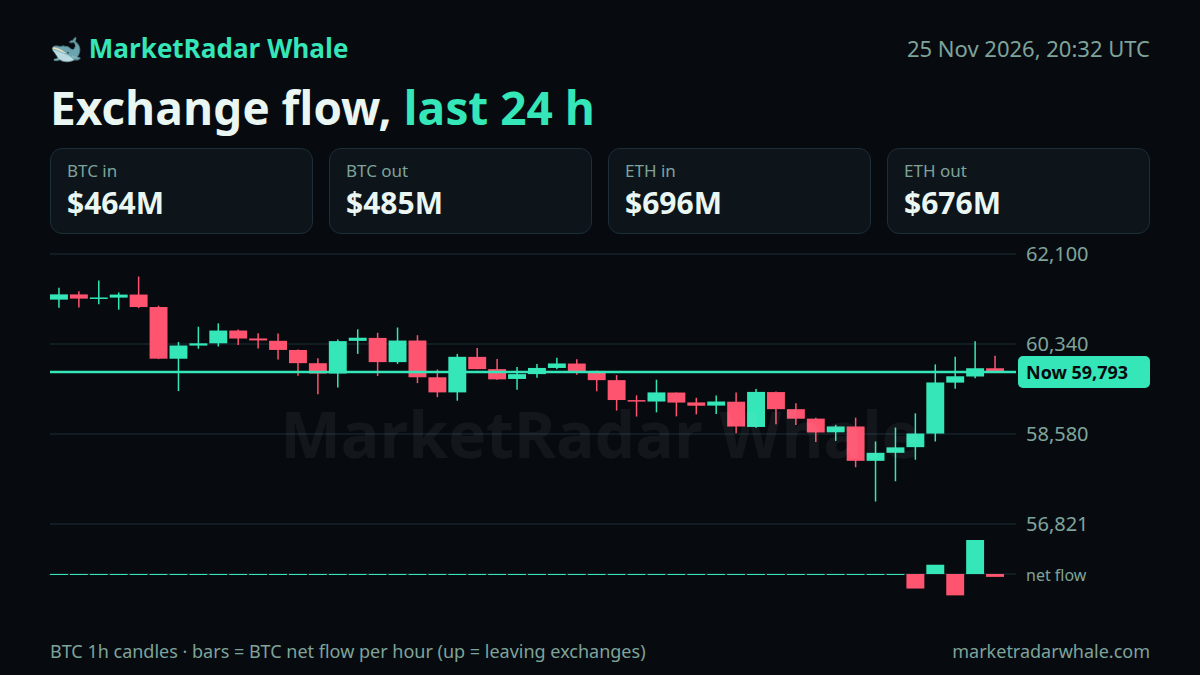 🐳 MarketRadar Whale
25 Nov 2026, 20:32 UTC
Exchange flow, last 24 h
BTC in
$464M
BTC out
$485M
ETH in
$696M
ETH out
$676M
62,100
60,340
Now 59,793
58,580
56,821
MarketRadar Whale
net flow
BTC 1h candles · bars = BTC net flow per hour (up = leaving exchanges)
marketradarwhale.com